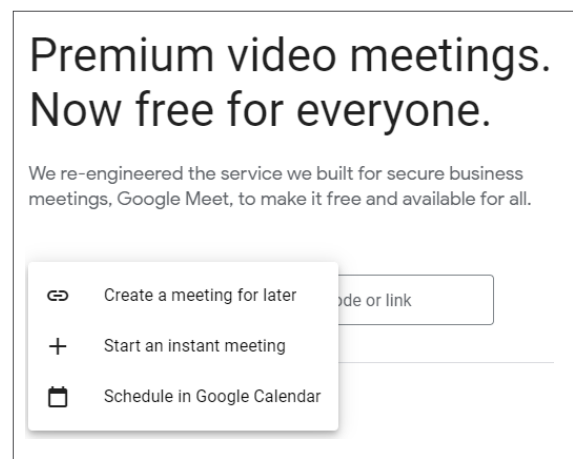 Premium video meetings.
Now free for everyone.
We re-engineered the service we built for secure business
meetings, Google Meet, to make it free and available for all.
Create a meeting for later
or link
Start an instant meeting
Schedule in Google Calendar